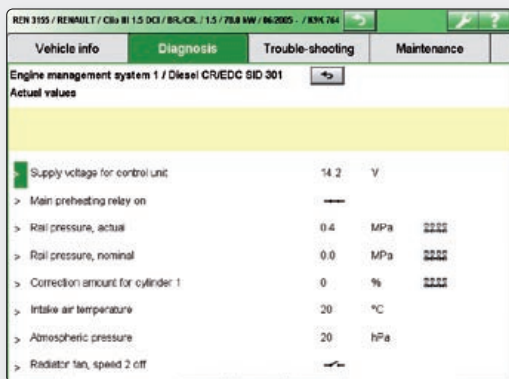 REN 3155 / RENAULT / Clio III 1.5 DCI / BR./CR. / 1.5 / 78.0 kW / 06/2005 - / K9K 764
Vehicle info Diagnosis Trouble-shooting Maintenance
Engine management system 1 / Diesel CR/EDC SID 301
Actual values
> Supply voltage for control unit 14.2 V
> Main preheating relay on
> Rail pressure, actual 0.4 MPa
> Rail pressure, nominal 0.0 MPa
> Correction amount for cylinder 1 0 %
> Intake air temperature 20 °C
> Atmospheric pressure 20 hPa
> Radiator fan, speed 2 off